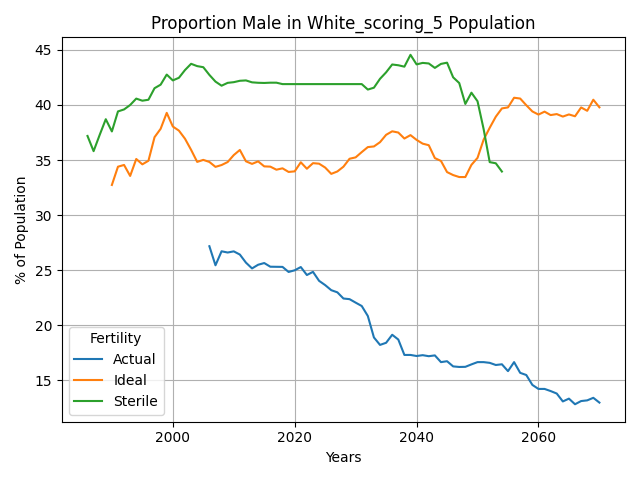 Proportion Male in White_scoring_5 Population
% of Population
45
40
35
30
25
20
15
Fertility
Actual
Ideal
Sterile
2000
2020
2040
2060
Years